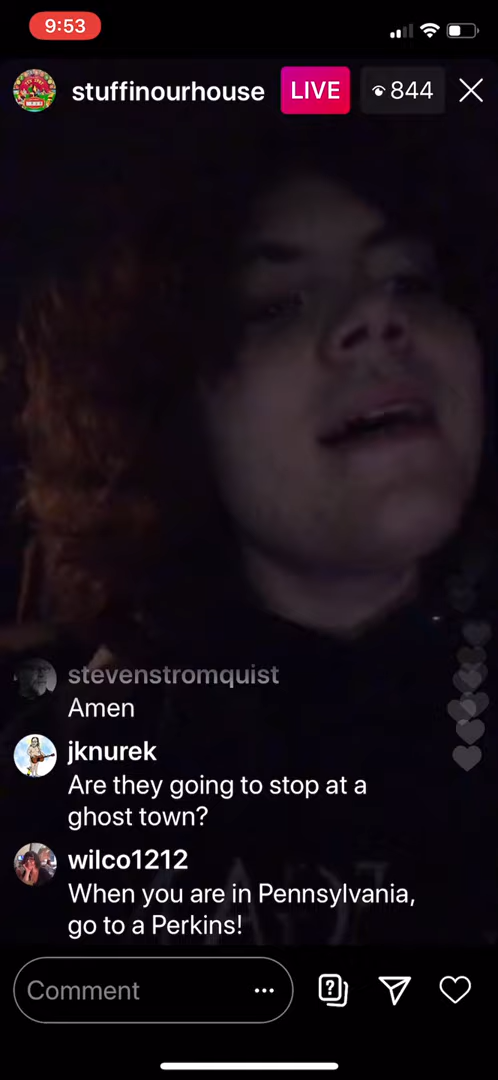 9:53
stuffinourhouse LIVE 844
stevenstromquist
Amen
jknurek
Are they going to stop at a
ghost town?
wilco1212
When you are in Pennsylvania,
go to a Perkins!
Comment